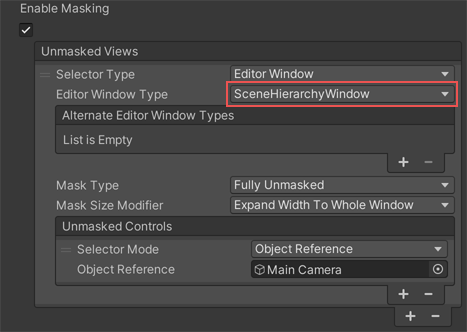 Enable Masking
Unmasked Views
Selector Type Editor Window
Editor Window Type SceneHierarchyWindow
Alternate Editor Window Types
List is Empty
Mask Type Fully Unmasked
Mask Size Modifier Expand Width To Whole Window
Unmasked Controls
Selector Mode Object Reference
Object Reference Main Camera